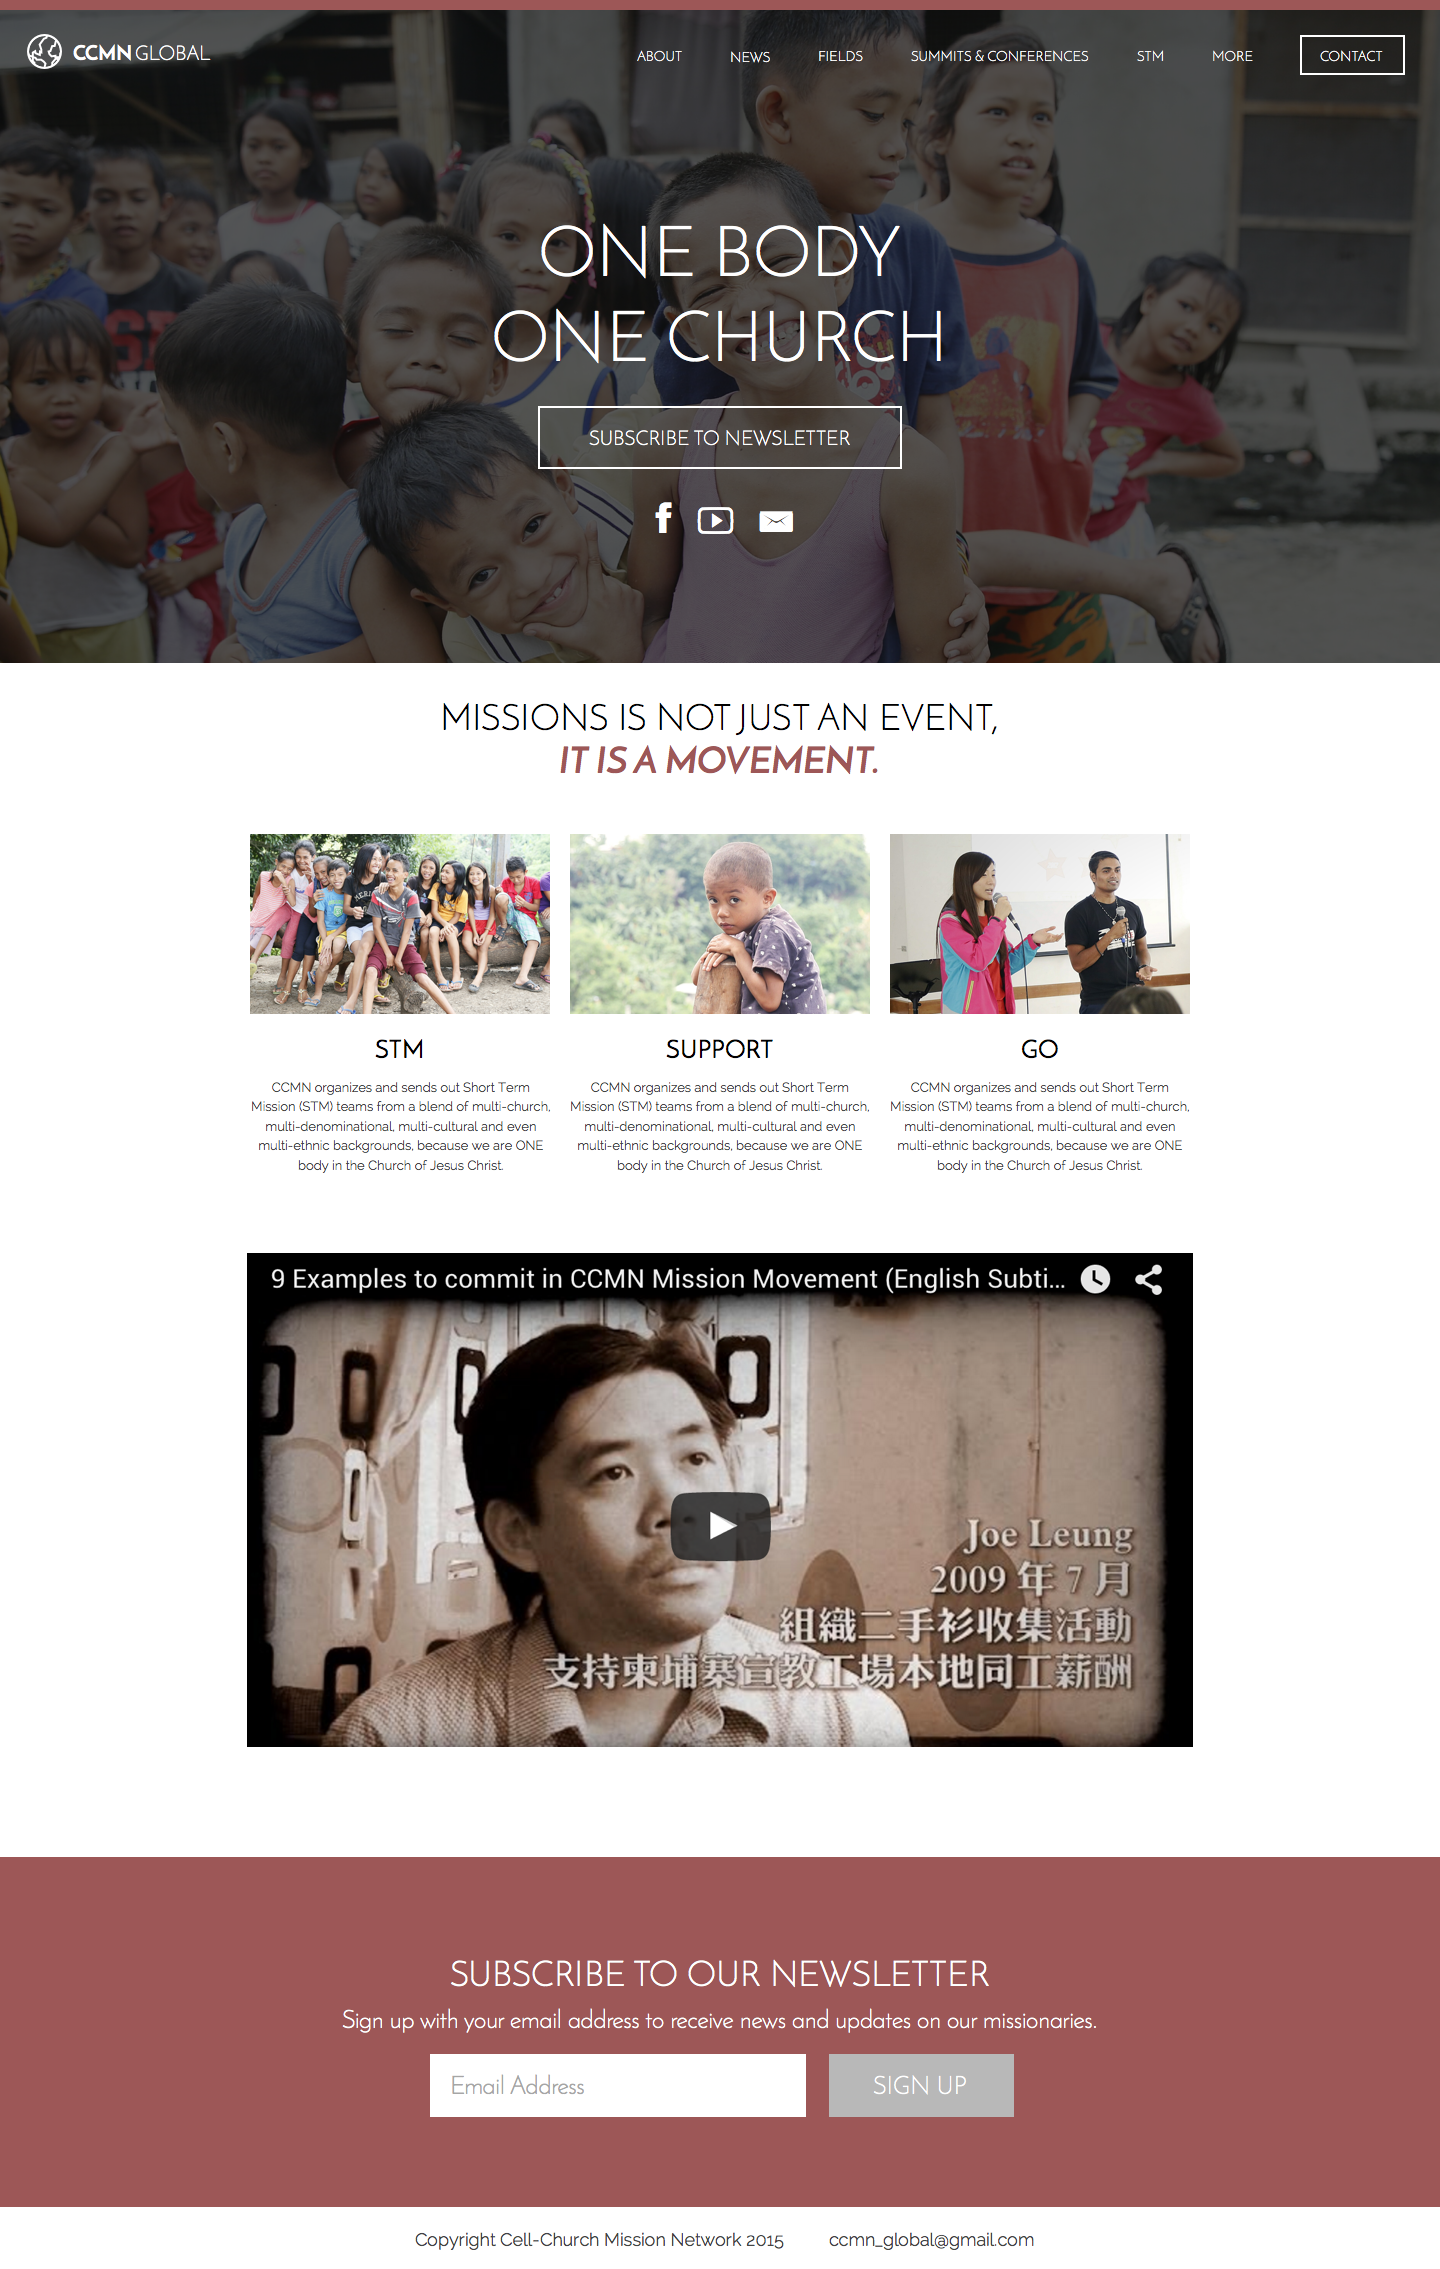 CCMN GLOBAL
ABOUT
NEWS
FIELDS
SUMMITS & CONFERENCES
STM
MORE
CONTACT
ONE BODY
ONE CHURCH
SUBSCRIBE TO NEWSLETTER
MISSIONS IS NOT JUST AN EVENT,
IT IS A MOVEMENT.
STM
CCMN organizes and sends out Short Term
Mission (STM) teams from a blend of multi-church,
multi-denominational, multi-cultural and even
multi-ethnic backgrounds, because we are ONE
body in the Church of Jesus Christ.
SUPPORT
CCMN organizes and sends out Short Term
Mission (STM) teams from a blend of multi-church,
multi-denominational, multi-cultural and even
multi-ethnic backgrounds, because we are ONE
body in the Church of Jesus Christ.
GO
CCMN organizes and sends out Short Term
Mission (STM) teams from a blend of multi-church,
multi-denominational, multi-cultural and even
multi-ethnic backgrounds, because we are ONE
body in the Church of Jesus Christ.
9 Examples to commit in CCMN Mission Movement (English Subti...
Joe Leung
2009 年 7 月
組織二手衫收集活動
支持柬埔寨宣教工場本地同工薪酬
SUBSCRIBE TO OUR NEWSLETTER
Sign up with your email address to receive news and updates on our missionaries.
Email Address
SIGN UP
Copyright Cell-Church Mission Network 2015
ccmn_global@gmail.com